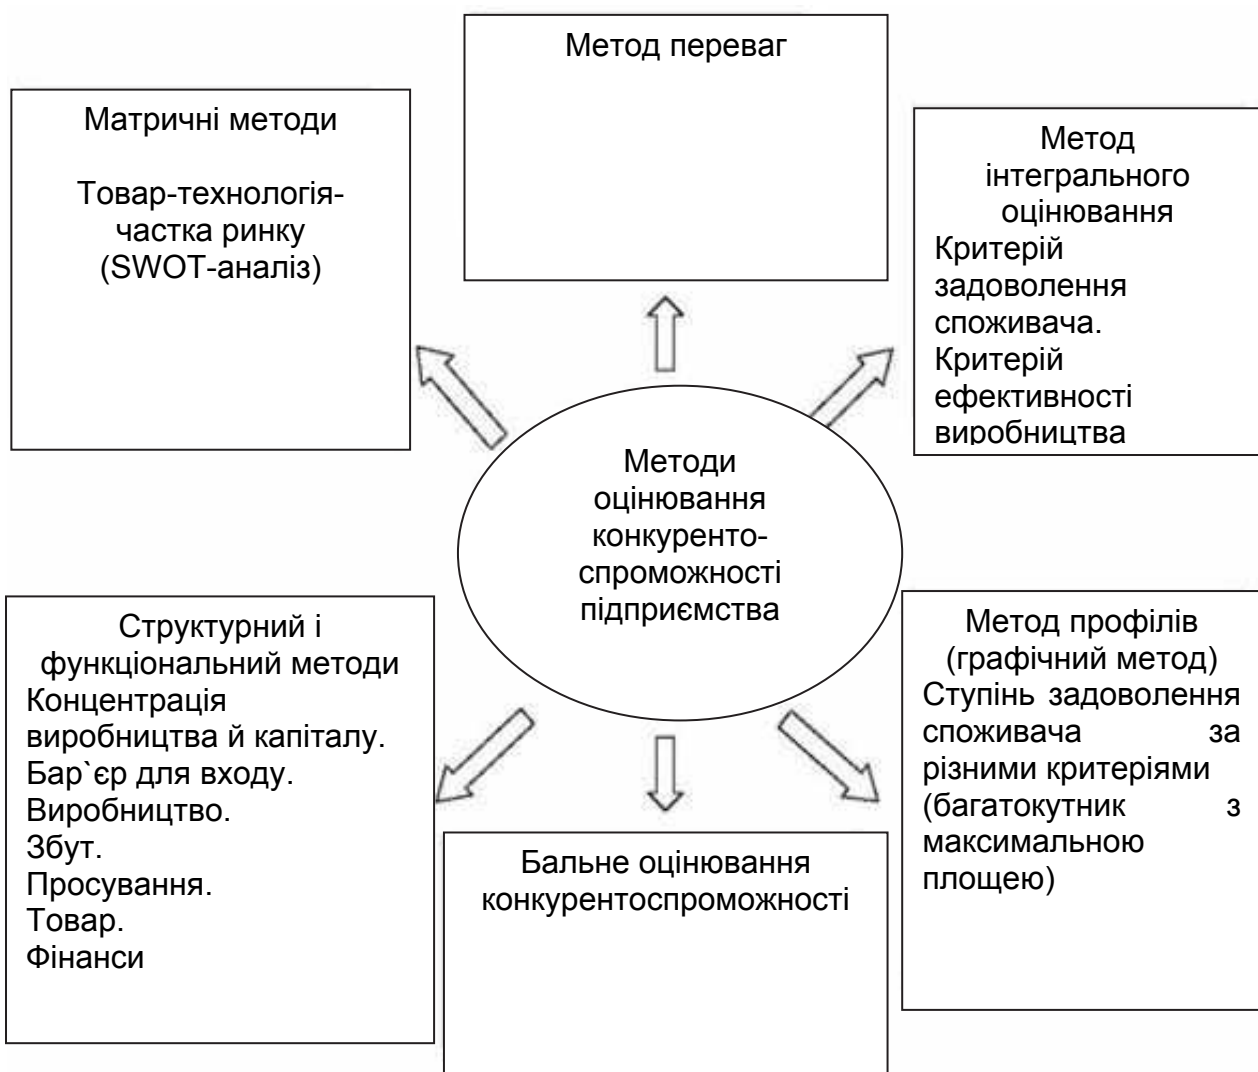 Метод переваг
Матричні методи
Товар-технологія-
частка ринку
(SWOT-аналіз)
Метод
інтегрального
оцінювання
Критерій
задоволення
споживача.
Критерій
ефективності
виробництва
Методи
оцінювання
конкуренто-
спроможності
підприємства
Структурний і
функціональний методи
Концентрація
виробництва й капіталу.
Бар`єр для входу.
Виробництво.
Збут.
Просування.
Товар.
Фінанси
Бальне оцінювання
конкурентоспроможності
Метод профілів
(графічний метод)
Ступінь задоволення
споживача за
різними критеріями
(багатокутник з
максимальною
площею)